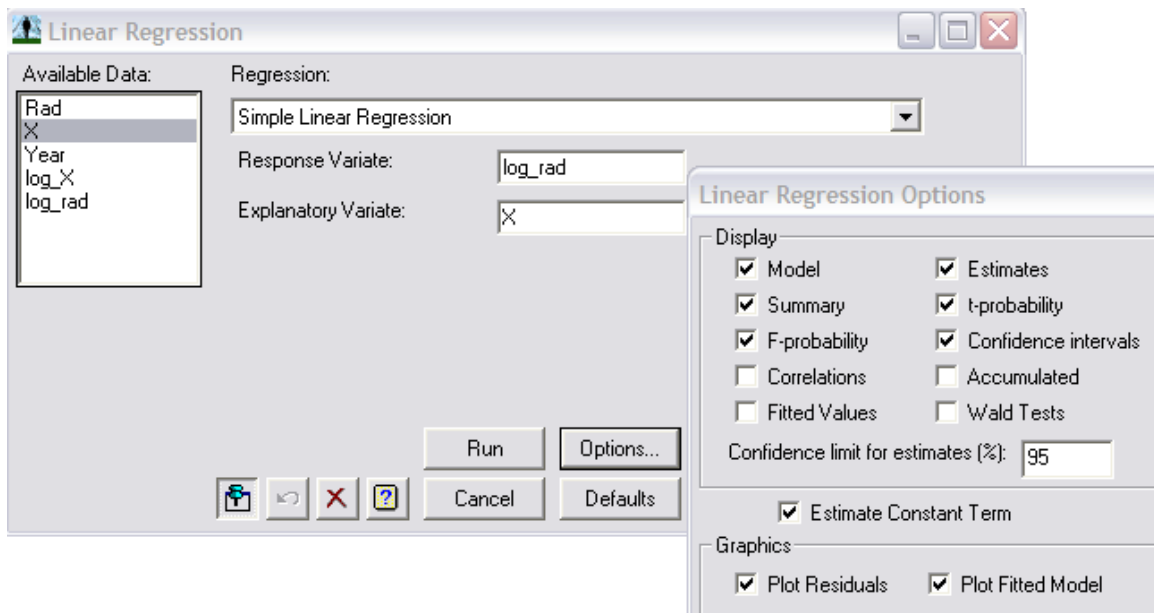 Linear Regression
Available Data:
Rad
X
Year
log_X
log_rad
Regression:
Simple Linear Regression
Response Variate:
log_rad
Explanatory Variate:
X
Run
Options...
Cancel
Defaults
Linear Regression Options
Display
Model
Estimates
Summary
t-probability
F-probability
Confidence intervals
Correlations
Accumulated
Fitted Values
Wald Tests
Confidence limit for estimates (%):
95
Estimate Constant Term
Graphics
Plot Residuals
Plot Fitted Model